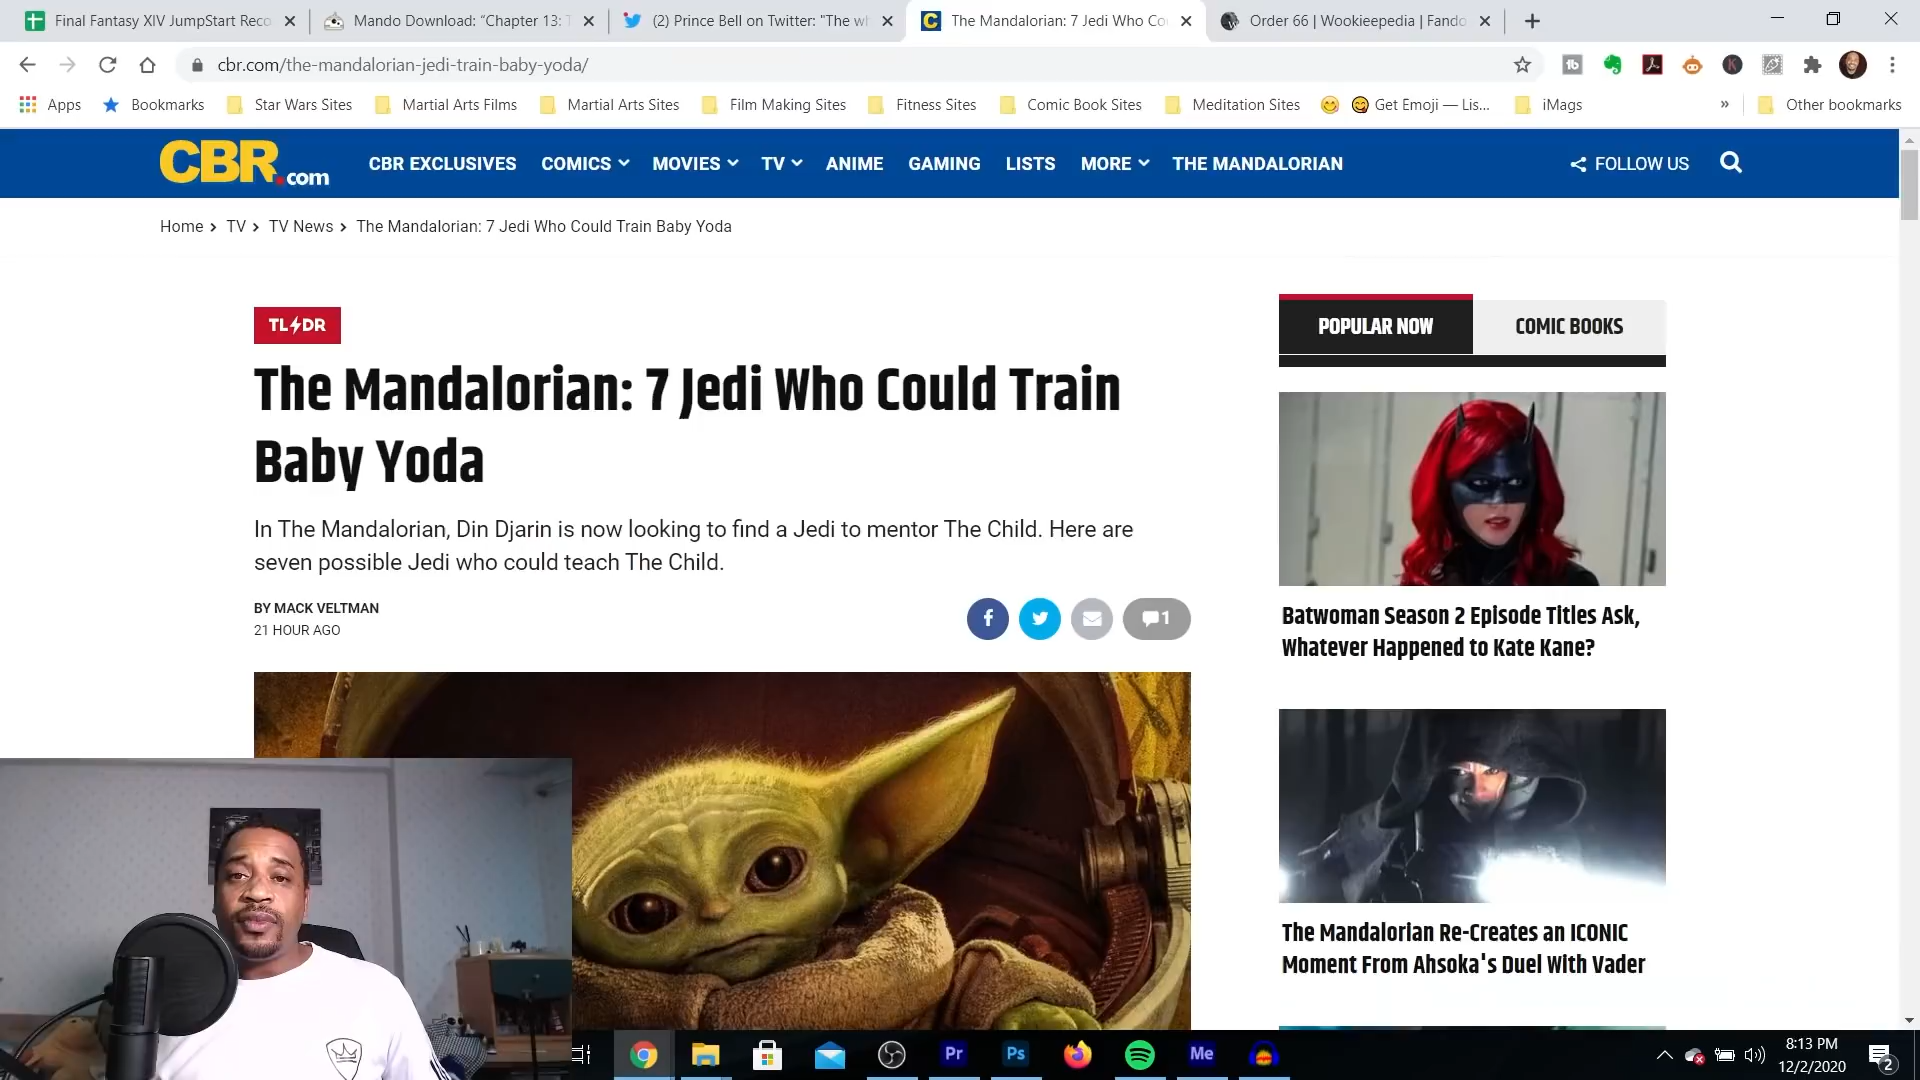 Final Fantasy XIV JumpStart Reco
Mando Download: “Chapter 13: T
(2) Prince Bell on Twitter: "The wh
The Mandalorian: 7 Jedi Who Co
Order 66 | Wookieepedia | Fando
cbr.com/the-mandalorian-jedi-train-baby-yoda/
Apps
Bookmarks
Star Wars Sites
Martial Arts Films
Martial Arts Sites
Film Making Sites
Fitness Sites
Comic Book Sites
Meditation Sites
Get Emoji — Lis...
iMags
»
Other bookmarks
CBR.com
CBR EXCLUSIVES
COMICS
MOVIES
TV
ANIME
GAMING
LISTS
MORE
THE MANDALORIAN
FOLLOW US
Home > TV > TV News > The Mandalorian: 7 Jedi Who Could Train Baby Yoda
TL DR
The Mandalorian: 7 Jedi Who Could Train
Baby Yoda
In The Mandalorian, Din Djarin is now looking to find a Jedi to mentor The Child. Here are
seven possible Jedi who could teach The Child.
BY MACK VELTMAN
21 HOUR AGO
1
POPULAR NOW
COMIC BOOKS
Batwoman Season 2 Episode Titles Ask,
Whatever Happened to Kate Kane?
The Mandalorian Re-Creates an ICONIC
Moment From Ahsoka's Duel With Vader
Pr
Ps
Me
8:13 PM
12/2/2020
2